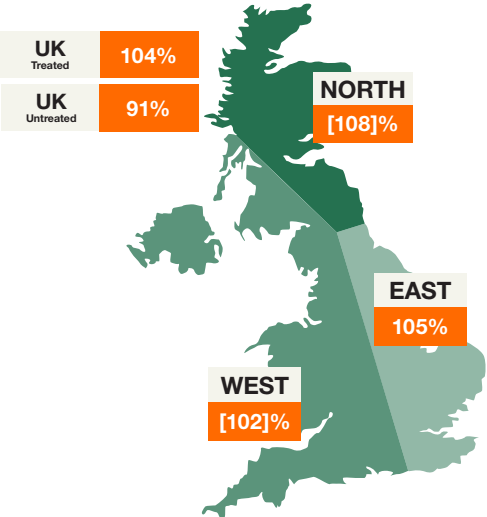 UK
Treated
104%
UK
Untreated
91%
NORTH
[108]%
EAST
105%
WEST
[102]%